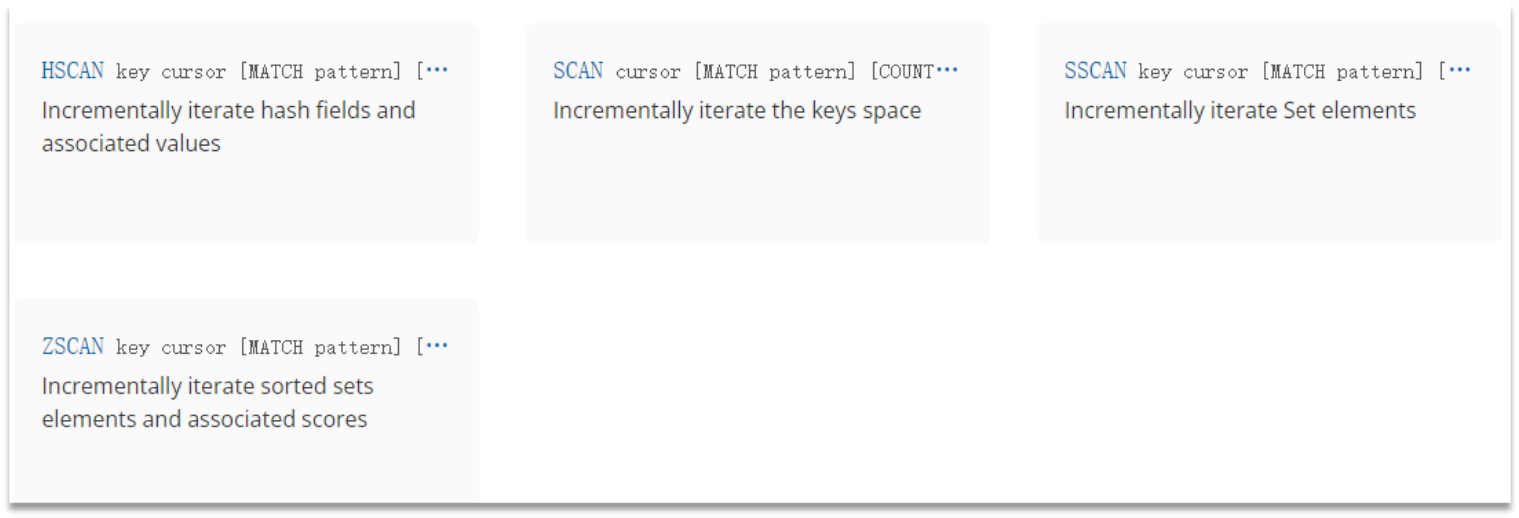 HSCAN key cursor [MATCH pattern] [···
Incrementally iterate hash fields and
associated values
SCAN cursor [MATCH pattern] [COUNT···
Incrementally iterate the keys space
SSCAN key cursor [MATCH pattern] [···
Incrementally iterate Set elements
ZSCAN key cursor [MATCH pattern] [···
Incrementally iterate sorted sets
elements and associated scores